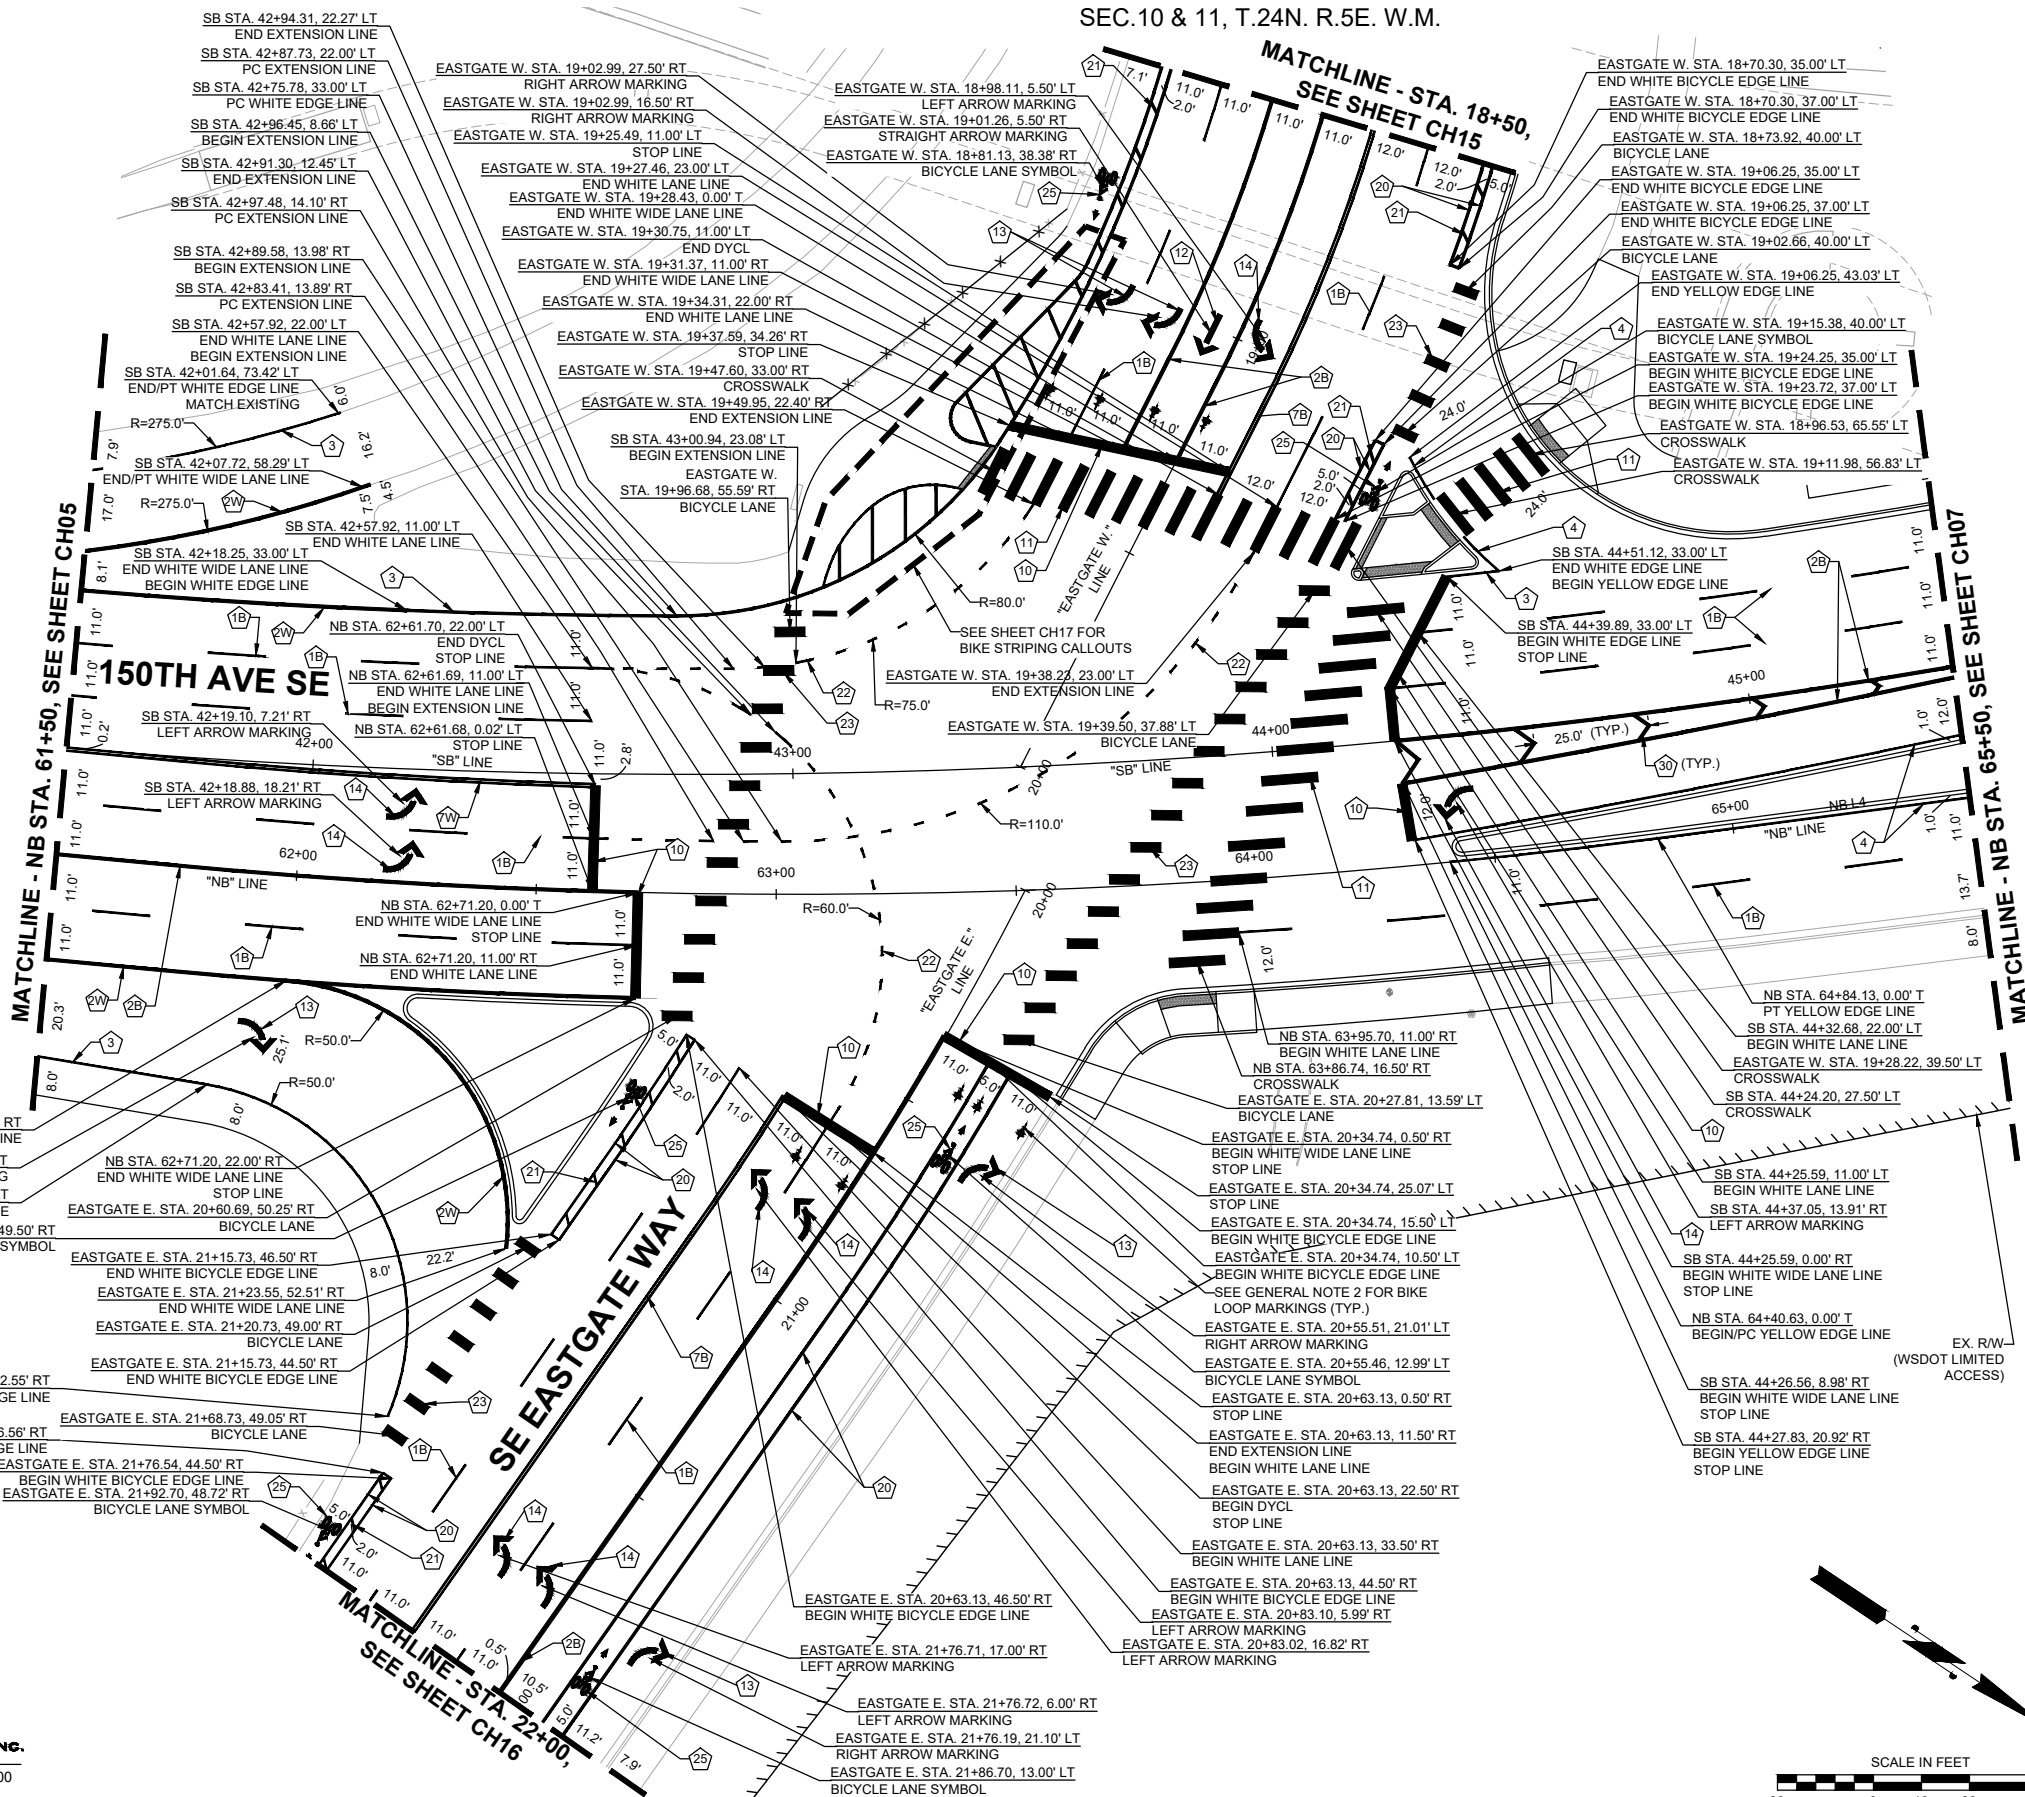 SEC.10 & 11, T.24N. R.5E. W.M.
SB STA. 42+94.31, 22.27' LT
END EXTENSION LINE
SB STA. 42+87.73, 22.00' LT
PC EXTENSION LINE
SB STA. 42+75.78, 33.00' LT
PC WHITE EDGE LINE
SB STA. 42+96.45, 8.66' LT
BEGIN EXTENSION LINE
SB STA. 42+91.30, 12.45' LT
END EXTENSION LINE
SB STA. 42+97.48, 14.10' RT
PC EXTENSION LINE
SB STA. 42+89.58, 13.98' RT
BEGIN EXTENSION LINE
SB STA. 42+83.41, 13.89' RT
PC EXTENSION LINE
SB STA. 42+57.92, 22.00' LT
END WHITE LANE LINE
BEGIN EXTENSION LINE
SB STA. 42+01.64, 73.42' LT
END/PT WHITE EDGE LINE
MATCH EXISTING
R=275.0'
SB STA. 42+07.72, 58.29' LT
END/PT WHITE WIDE LANE LINE
R=275.0'
SB STA. 42+57.92, 11.00' LT
END WHITE LANE LINE
SB STA. 42+18.25, 33.00' LT
END WHITE WIDE LANE LINE
BEGIN WHITE EDGE LINE
EASTGATE W. STA. 19+02.99, 27.50' RT
RIGHT ARROW MARKING
EASTGATE W. STA. 19+02.99, 16.50' RT
RIGHT ARROW MARKING
EASTGATE W. STA. 19+25.49, 11.00' LT
STOP LINE
EASTGATE W. STA. 19+27.46, 23.00' LT
END WHITE LANE LINE
EASTGATE W. STA. 19+28.43, 0.00' T
END WHITE WIDE LANE LINE
EASTGATE W. STA. 19+30.75, 11.00' LT
END DYCL
EASTGATE W. STA. 19+31.37, 11.00' RT
END WHITE WIDE LANE LINE
EASTGATE W. STA. 19+34.31, 22.00' RT
END WHITE LANE LINE
EASTGATE W. STA. 19+37.59, 34.26' RT
STOP LINE
EASTGATE W. STA. 19+47.60, 33.00' RT
CROSSWALK
EASTGATE W. STA. 19+49.95, 22.40' RT
END EXTENSION LINE
SB STA. 43+00.94, 23.08' LT
BEGIN EXTENSION LINE
EASTGATE W.
STA. 19+96.68, 55.59' RT
BICYCLE LANE
EASTGATE W. STA. 18+98.11, 5.50' LT
LEFT ARROW MARKING
EASTGATE W. STA. 19+01.26, 5.50' RT
STRAIGHT ARROW MARKING
EASTGATE W. STA. 18+81.13, 38.38' RT
BICYCLE LANE SYMBOL
MATCHLINE - STA. 18+50,
SEE SHEET CH15
EASTGATE W. STA. 18+70.30, 35.00' LT
END WHITE BICYCLE EDGE LINE
EASTGATE W. STA. 18+70.30, 37.00' LT
END WHITE BICYCLE EDGE LINE
EASTGATE W. STA. 18+73.92, 40.00' LT
BICYCLE LANE
EASTGATE W. STA. 19+06.25, 35.00' LT
END WHITE BICYCLE EDGE LINE
EASTGATE W. STA. 19+06.25, 37.00' LT
END WHITE BICYCLE EDGE LINE
EASTGATE W. STA. 19+02.66, 40.00' LT
BICYCLE LANE
EASTGATE W. STA. 19+06.25, 43.03' LT
END YELLOW EDGE LINE
EASTGATE W. STA. 19+15.38, 40.00' LT
BICYCLE LANE SYMBOL
EASTGATE W. STA. 19+24.25, 35.00' LT
BEGIN WHITE BICYCLE EDGE LINE
EASTGATE W. STA. 19+23.72, 37.00' LT
BEGIN WHITE BICYCLE EDGE LINE
EASTGATE W. STA. 18+96.53, 65.55' LT
CROSSWALK
EASTGATE W. STA. 19+11.98, 56.83' LT
CROSSWALK
SB STA. 44+51.12, 33.00' LT
END WHITE EDGE LINE
BEGIN YELLOW EDGE LINE
SB STA. 44+39.89, 33.00' LT
BEGIN WHITE EDGE LINE
STOP LINE
MATCHLINE - NB STA. 61+50, SEE SHEET CH05
MATCHLINE - NB STA. 65+50, SEE SHEET CH07
150TH AVE SE
NB STA. 62+61.70, 22.00' LT
END DYCL
STOP LINE
NB STA. 62+61.69, 11.00' LT
END WHITE LANE LINE
BEGIN EXTENSION LINE
NB STA. 62+61.68, 0.02' LT
STOP LINE
SB STA. 42+19.10, 7.21' RT
LEFT ARROW MARKING
42+00
"SB" LINE
SB STA. 42+18.88, 18.21' RT
LEFT ARROW MARKING
62+00
"NB" LINE
NB STA. 62+71.20, 0.00' T
END WHITE WIDE LANE LINE
STOP LINE
NB STA. 62+71.20, 11.00' RT
END WHITE LANE LINE
SEE SHEET CH17 FOR
BIKE STRIPING CALLOUTS
"EASTGATE W."
LINE
R=80.0'
EASTGATE W. STA. 19+38.23, 23.00' LT
END EXTENSION LINE
R=75.0'
EASTGATE W. STA. 19+39.50, 37.88' LT
BICYCLE LANE
43+00
44+00
45+00
"SB" LINE
20+00
R=110.0'
63+00
64+00
65+00
NB L4
"NB" LINE
25.0' (TYP.)
30 (TYP.)
R=60.0'
20+00
"EASTGATE E."
LINE
R=50.0'
R=50.0'
RT
INE
NB STA. 62+71.20, 22.00' RT
END WHITE WIDE LANE LINE
STOP LINE
EASTGATE E. STA. 20+60.69, 50.25' RT
BICYCLE LANE
49.50' RT
SYMBOL
EASTGATE E. STA. 21+15.73, 46.50' RT
END WHITE BICYCLE EDGE LINE
EASTGATE E. STA. 21+23.55, 52.51' RT
END WHITE WIDE LANE LINE
EASTGATE E. STA. 21+20.73, 49.00' RT
BICYCLE LANE
EASTGATE E. STA. 21+15.73, 44.50' RT
END WHITE BICYCLE EDGE LINE
2.55' RT
GE LINE
EASTGATE E. STA. 21+68.73, 49.05' RT
BICYCLE LANE
6.56' RT
GE LINE
EASTGATE E. STA. 21+76.54, 44.50' RT
BEGIN WHITE BICYCLE EDGE LINE
EASTGATE E. STA. 21+92.70, 48.72' RT
BICYCLE LANE SYMBOL
SE EASTGATE WAY
21+00
MATCHLINE - STA. 22+00,
SEE SHEET CH16
NB STA. 63+95.70, 11.00' RT
BEGIN WHITE LANE LINE
NB STA. 63+86.74, 16.50' RT
CROSSWALK
EASTGATE E. STA. 20+27.81, 13.59' LT
BICYCLE LANE
EASTGATE E. STA. 20+34.74, 0.50' RT
BEGIN WHITE WIDE LANE LINE
STOP LINE
EASTGATE E. STA. 20+34.74, 25.07' LT
STOP LINE
EASTGATE E. STA. 20+34.74, 15.50' LT
BEGIN WHITE BICYCLE EDGE LINE
EASTGATE E. STA. 20+34.74, 10.50' LT
BEGIN WHITE BICYCLE EDGE LINE
SEE GENERAL NOTE 2 FOR BIKE
LOOP MARKINGS (TYP.)
EASTGATE E. STA. 20+55.51, 21.01' LT
RIGHT ARROW MARKING
EASTGATE E. STA. 20+55.46, 12.99' LT
BICYCLE LANE SYMBOL
EASTGATE E. STA. 20+63.13, 0.50' RT
STOP LINE
EASTGATE E. STA. 20+63.13, 11.50' RT
END EXTENSION LINE
BEGIN WHITE LANE LINE
EASTGATE E. STA. 20+63.13, 22.50' RT
BEGIN DYCL
STOP LINE
EASTGATE E. STA. 20+63.13, 33.50' RT
BEGIN WHITE LANE LINE
EASTGATE E. STA. 20+63.13, 44.50' RT
BEGIN WHITE BICYCLE EDGE LINE
EASTGATE E. STA. 20+83.10, 5.99' RT
LEFT ARROW MARKING
EASTGATE E. STA. 20+83.02, 16.82' RT
LEFT ARROW MARKING
EASTGATE E. STA. 20+63.13, 46.50' RT
BEGIN WHITE BICYCLE EDGE LINE
EASTGATE E. STA. 21+76.71, 17.00' RT
LEFT ARROW MARKING
EASTGATE E. STA. 21+76.72, 6.00' RT
LEFT ARROW MARKING
EASTGATE E. STA. 21+76.19, 21.10' LT
RIGHT ARROW MARKING
EASTGATE E. STA. 21+86.70, 13.00' LT
BICYCLE LANE SYMBOL
NB STA. 64+84.13, 0.00' T
PT YELLOW EDGE LINE
SB STA. 44+32.68, 22.00' LT
BEGIN WHITE LANE LINE
EASTGATE W. STA. 19+28.22, 39.50' LT
CROSSWALK
SB STA. 44+24.20, 27.50' LT
CROSSWALK
SB STA. 44+25.59, 11.00' LT
BEGIN WHITE LANE LINE
SB STA. 44+37.05, 13.91' RT
LEFT ARROW MARKING
SB STA. 44+25.59, 0.00' RT
BEGIN WHITE WIDE LANE LINE
STOP LINE
NB STA. 64+40.63, 0.00' T
BEGIN/PC YELLOW EDGE LINE
SB STA. 44+26.56, 8.98' RT
BEGIN WHITE WIDE LANE LINE
STOP LINE
SB STA. 44+27.83, 20.92' RT
BEGIN YELLOW EDGE LINE
STOP LINE
EX. R/W
(WSDOT LIMITED
ACCESS)
SCALE IN FEET